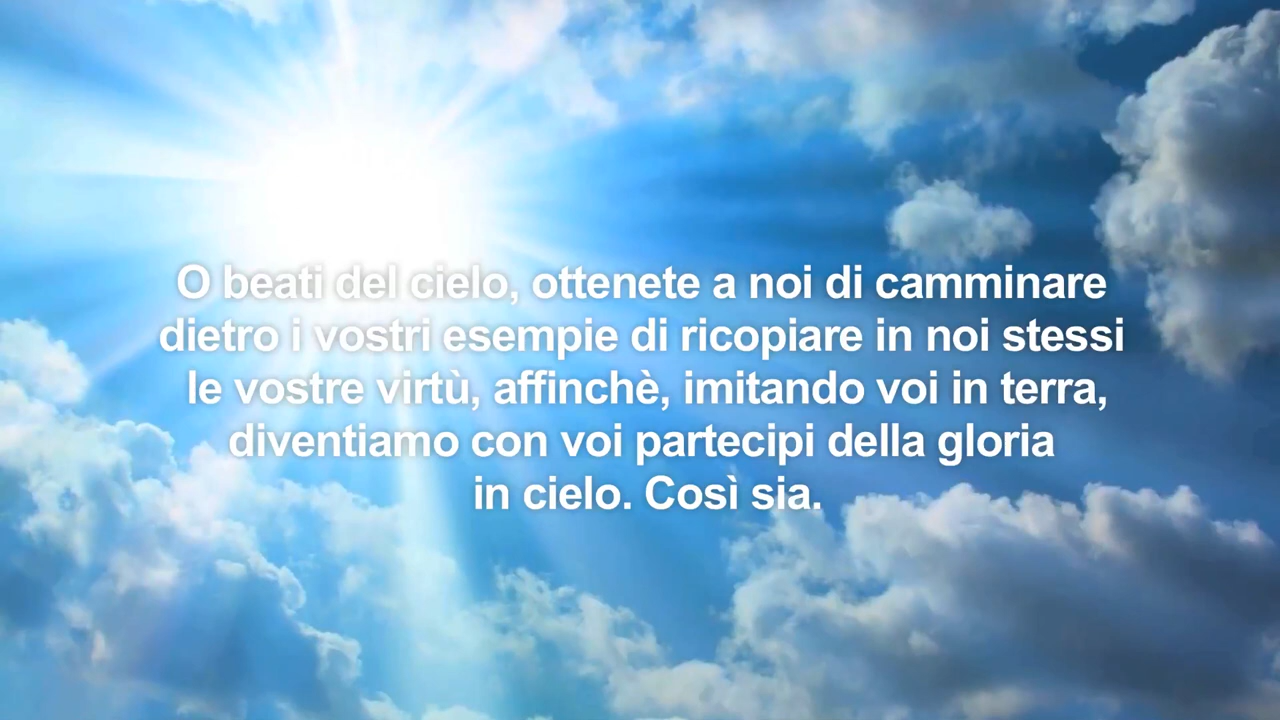 O beati del cielo, ottenete a noi di camminare
dietro i vostri esempie di ricopiare in noi stessi
le vostre virtù, affinchè, imitando voi in terra,
diventiamo con voi partecipi della gloria
in cielo. Così sia.